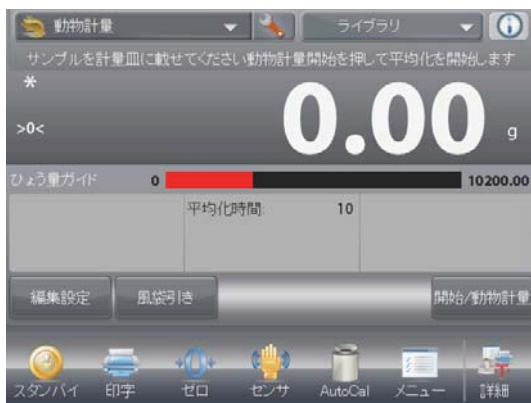 動物計量 ライブラリ
サンプルを計量皿に載せてください動物計量開始を押して平均化を開始します
*
0.00 g
>0<
ひょう量ガイド 0 10200.00
平均化時間: 10
編集設定 風袋引き 開始/動物計量
スタンバイ 印字 ゼロ センサ AutoCal メニュー 詳細